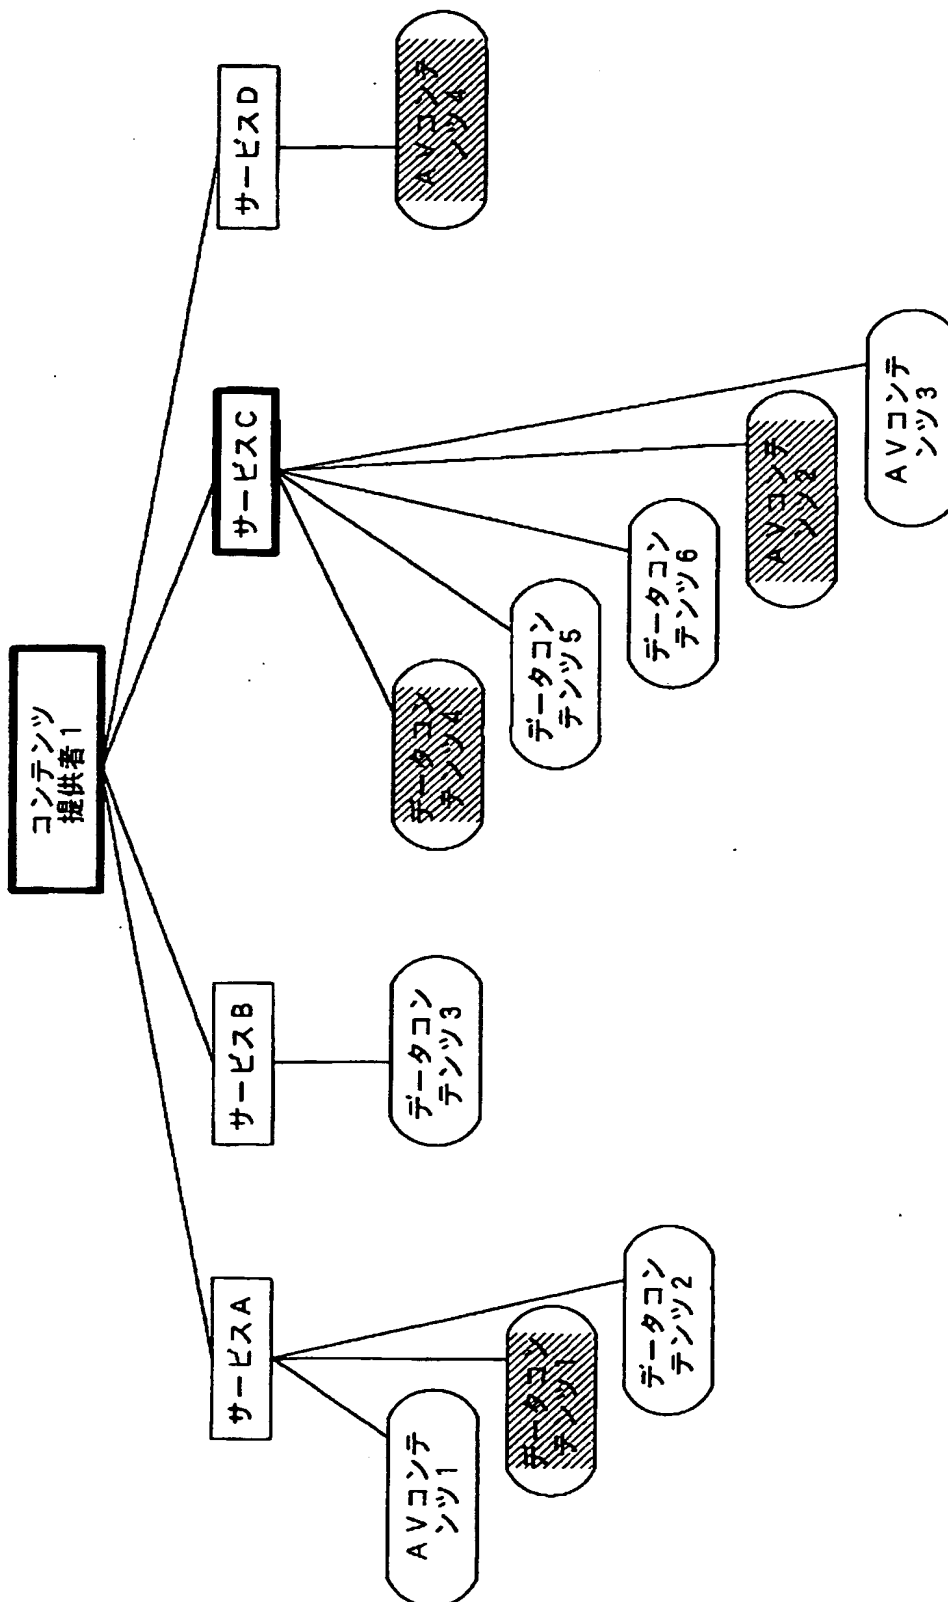 コンテンツ
提供者1
サービスA
サービスB
サービスC
サービスD
AVコンテ
ンツ1
データコン
テンツ1
データコン
テンツ2
データコン
テンツ3
データコン
テンツ4
データコン
テンツ5
データコン
テンツ6
AVコンテ
ンツ2
AVコンテ
ンツ3
AVコンテ
ンツ4